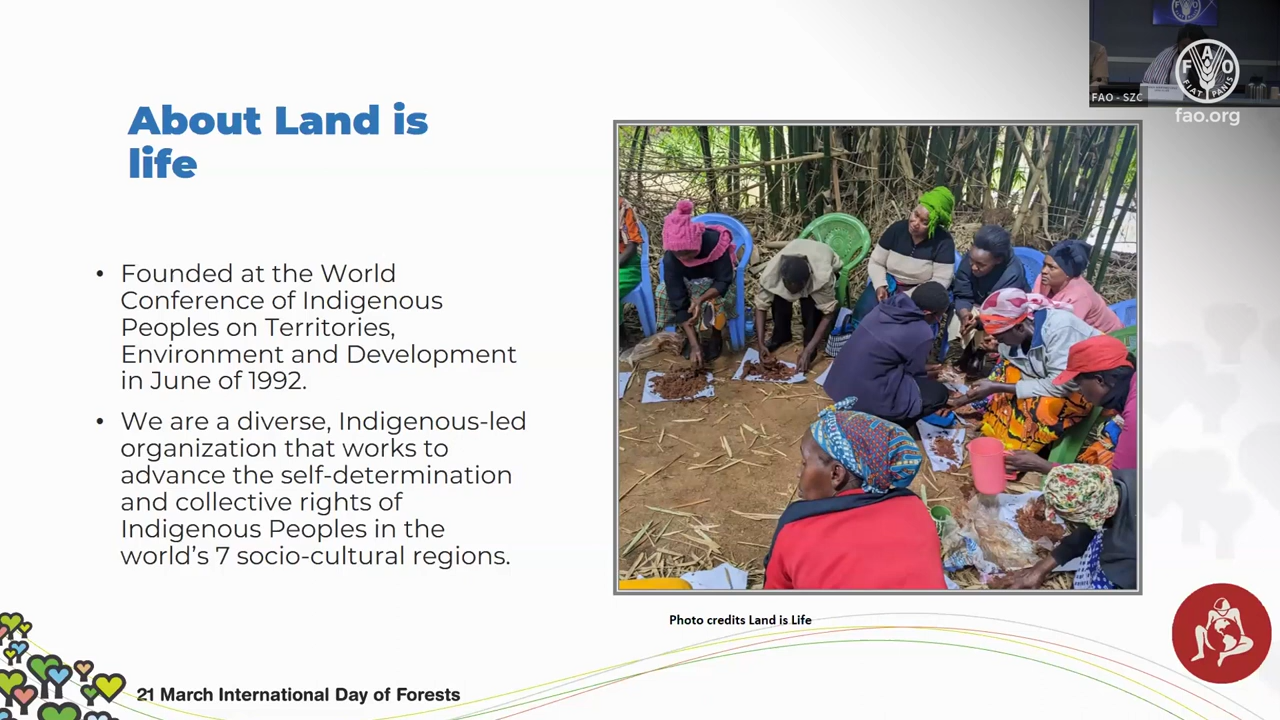 About Land is
life
• Founded at the World
Conference of Indigenous
Peoples on Territories,
Environment and Development
in June of 1992.
• We are a diverse, Indigenous-led
organization that works to
advance the self-determination
and collective rights of
Indigenous Peoples in the
world's 7 socio-cultural regions.
Photo credits Land is Life
21 March International Day of Forests
FAO - SZC
F A O
FIAT PANIS
fao.org